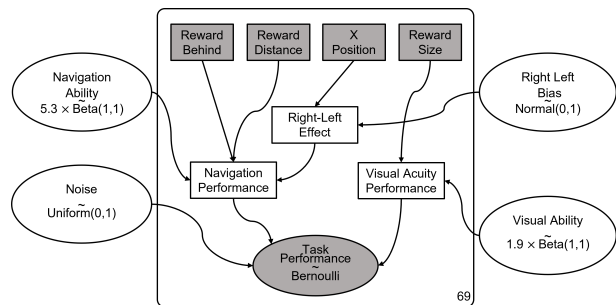 Reward
Behind
Reward
Distance
X
Position
Reward
Size
Navigation
Ability
~
5.3 × Beta(1,1)
Right Left
Bias
~
Normal(0,1)
Right-Left
Effect
Navigation
Performance
Visual Acuity
Performance
Noise
~
Uniform(0,1)
Visual Ability
~
1.9 × Beta(1,1)
Task
Performance
~
Bernoulli
69